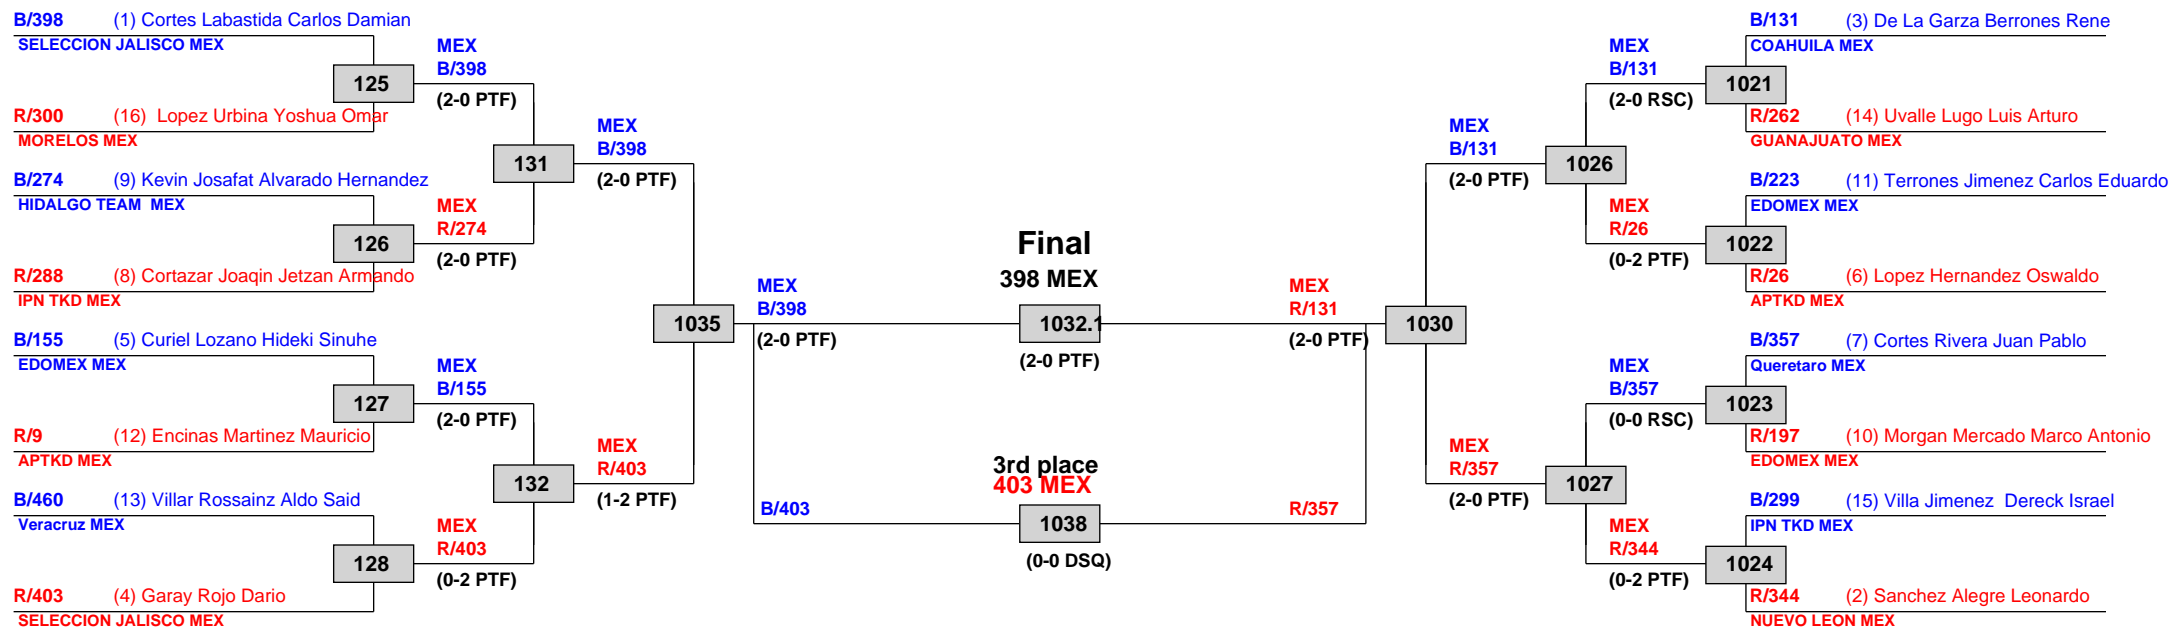 B/398 (1) Cortes Labastida Carlos Damian
SELECCION JALISCO MEX
125
R/300 (16) Lopez Urbina Yoshua Omar
MORELOS MEX
MEX
B/398
(2-0 PTF)
B/274 (9) Kevin Josafat Alvarado Hernandez
HIDALGO TEAM MEX
126
R/288 (8) Cortazar Joaqin Jetzan Armando
IPN TKD MEX
MEX
R/274
(2-0 PTF)
131
MEX
B/398
(2-0 PTF)
B/155 (5) Curiel Lozano Hideki Sinuhe
EDOMEX MEX
127
R/9 (12) Encinas Martinez Mauricio
APTKD MEX
MEX
B/155
(2-0 PTF)
B/460 (13) Villar Rossainz Aldo Said
Veracruz MEX
128
R/403 (4) Garay Rojo Dario
SELECCION JALISCO MEX
MEX
R/403
(0-2 PTF)
132
MEX
R/403
(1-2 PTF)
1035
MEX
B/398
(2-0 PTF)
B/403
Final
398 MEX
1032.1
(2-0 PTF)
3rd place
403 MEX
1038
(0-0 DSQ)
MEX
R/131
(2-0 PTF)
R/357
1030
MEX
B/131
(2-0 PTF)
1026
MEX
R/357
(2-0 PTF)
1027
MEX
B/131
(2-0 RSC)
1021
B/131 (3) De La Garza Berrones Rene
COAHUILA MEX
R/262 (14) Uvalle Lugo Luis Arturo
GUANAJUATO MEX
MEX
R/26
(0-2 PTF)
1022
B/223 (11) Terrones Jimenez Carlos Eduardo
EDOMEX MEX
R/26 (6) Lopez Hernandez Oswaldo
APTKD MEX
MEX
B/357
(0-0 RSC)
1023
B/357 (7) Cortes Rivera Juan Pablo
Queretaro MEX
R/197 (10) Morgan Mercado Marco Antonio
EDOMEX MEX
MEX
R/344
(0-2 PTF)
1024
B/299 (15) Villa Jimenez Dereck Israel
IPN TKD MEX
R/344 (2) Sanchez Alegre Leonardo
NUEVO LEON MEX